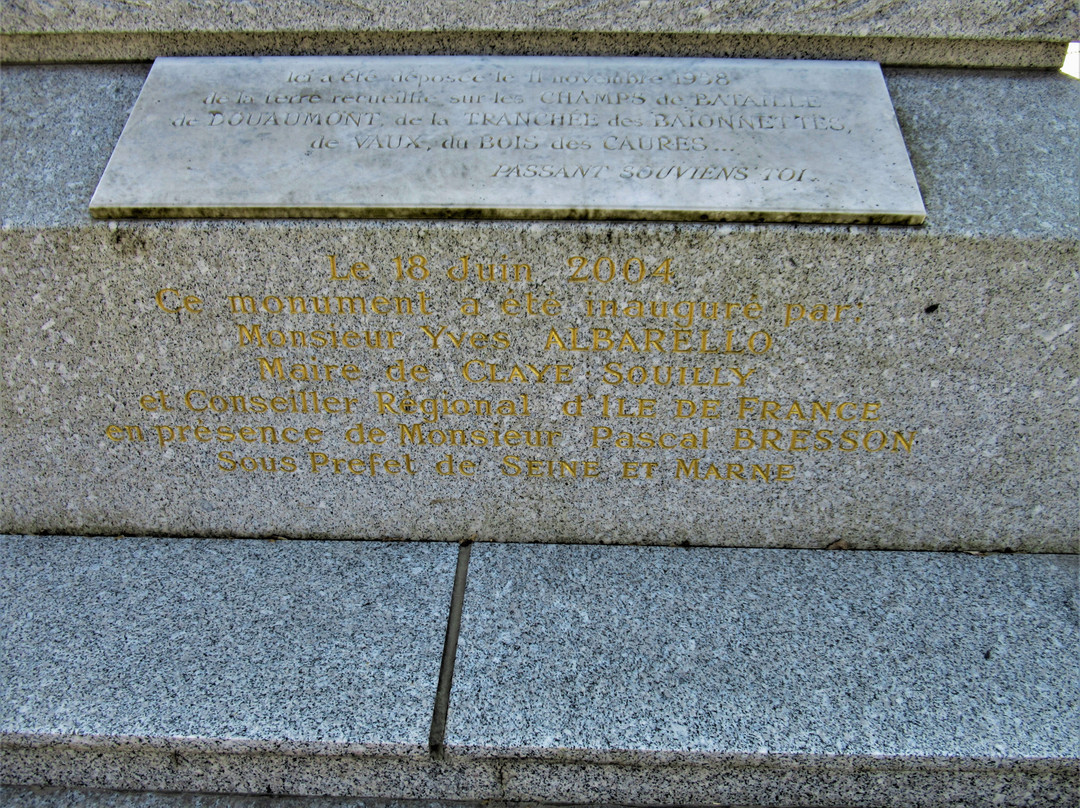 Ici a été déposée le 11 novembre 1938
de la terre recueillie sur les CHAMPS de BATAILLE
de DOUAUMONT, de la TRANCHÉE des BAIONNETTES,
de VAUX, du BOIS des CAURES...
PASSANT SOUVIENS TOI.
Le 18 Juin 2004
Ce monument a été inauguré par:
Monsieur Yves ALBARELLO
Maire de CLAYE SOUILLY
et Conseiller Régional d'ILE DE FRANCE
en présence de Monsieur Pascal BRESSON
Sous Prefet de SEINE ET MARNE